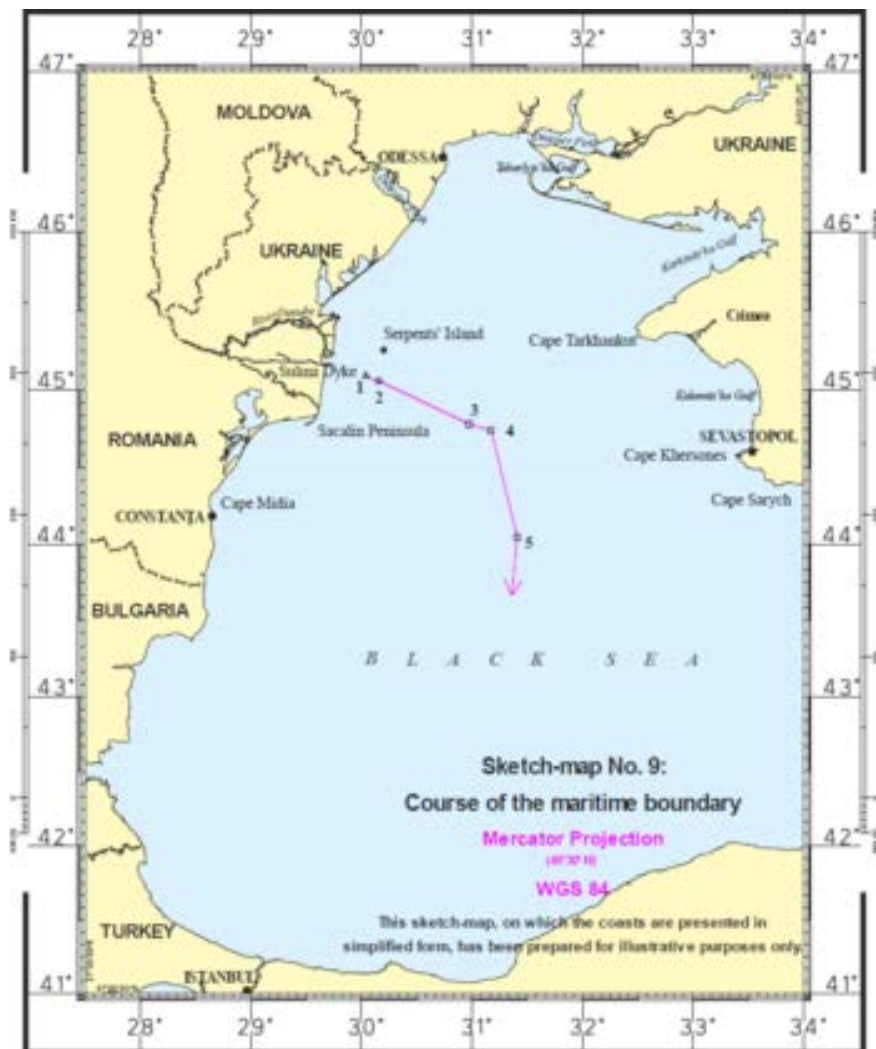 28° 29° 30° 31° 32° 33° 34°
47° 47°
MOLDOVA
ODESSA
UKRAINE
46° 46°
UKRAINE
Serpents' Island
Crimea
Cape Tarkhankut
45° 45°
Sulina Dyke
1
2
3
4
Sacalin Peninsula
ROMANIA
SEVASTOPOL
Cape Khersones
Cape Sarych
Cape Midia
CONSTANŢA
44° 44°
5
BULGARIA
BLACK SEA
43° 43°
Sketch-map No. 9:
Course of the maritime boundary
Mercator Projection
WGS 84
42° 42°
This sketch-map, on which the coasts are presented in
simplified form, has been prepared for illustrative purposes only.
TURKEY
ISTANBUL
41° 41°
28° 29° 30° 31° 32° 33° 34°